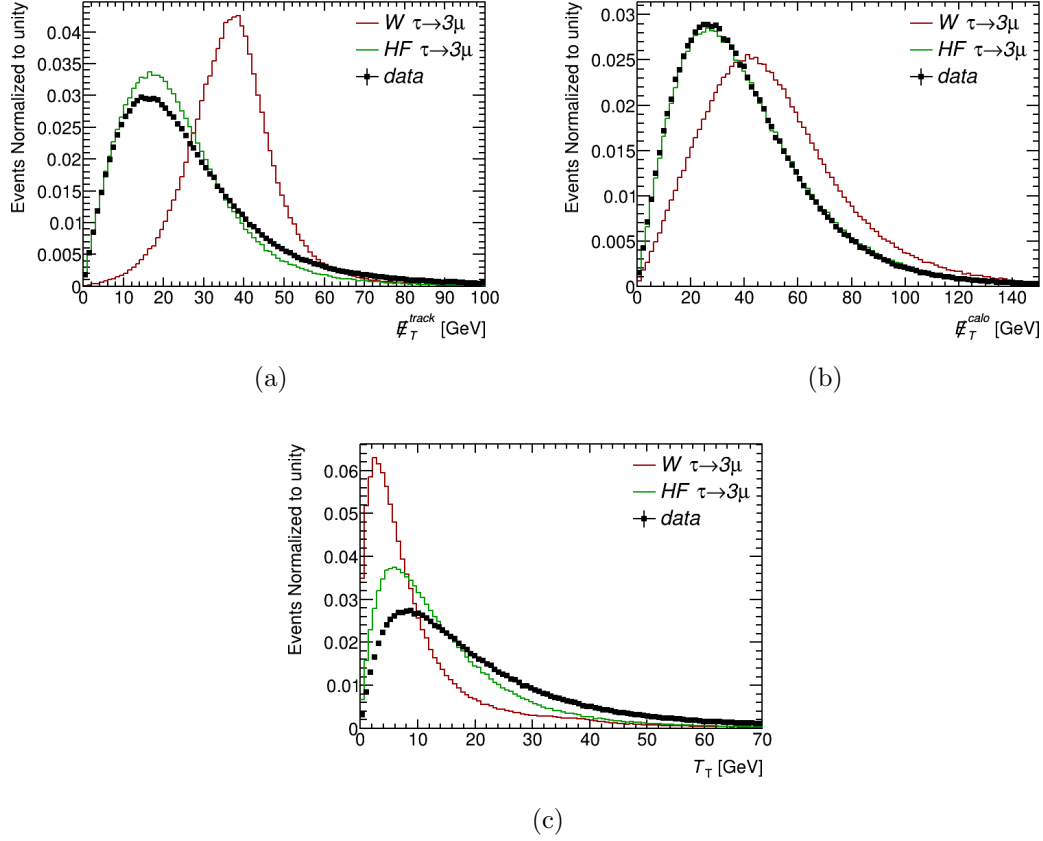 Events Normalized to unity
0.04
0.035
0.03
0.025
0.02
0.015
0.01
0.005
0
W τ→3μ
HF τ→3μ
data
0 10 20 30 40 50 60 70 80 90 100
E̸_T^track [GeV]
(a)
Events Normalized to unity
0.03
0.025
0.02
0.015
0.01
0.005
0
W τ→3μ
HF τ→3μ
data
0 20 40 60 80 100 120 140
E̸_T^calo [GeV]
(b)
Events Normalized to unity
0.06
0.05
0.04
0.03
0.02
0.01
0
W τ→3μ
HF τ→3μ
data
0 10 20 30 40 50 60 70
T_T [GeV]
(c)